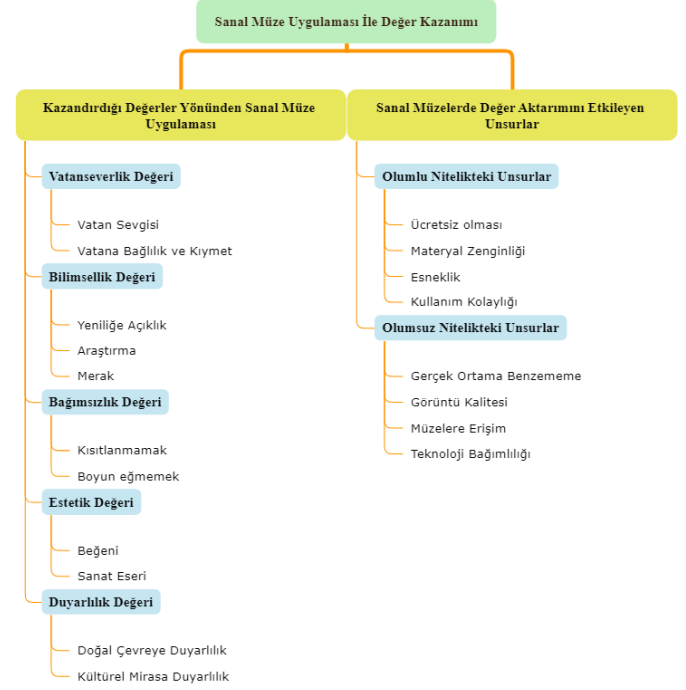 Sanal Müze Uygulaması İle Değer Kazanımı
Kazandırdığı Değerler Yönünden Sanal Müze
Uygulaması
Vatanseverlik Değeri
Vatan Sevgisi
Vatana Bağlılık ve Kıymet
Bilimsellik Değeri
Yeniliğe Açıklık
Araştırma
Merak
Bağımsızlık Değeri
Kısıtlanmamak
Boyun eğmemek
Estetik Değeri
Beğeni
Sanat Eseri
Duyarlılık Değeri
Doğal Çevreye Duyarlılık
Kültürel Mirasa Duyarlılık
Sanal Müzelerde Değer Aktarımını Etkileyen
Unsurlar
Olumlu Nitelikteki Unsurlar
Ücretsiz olması
Materyal Zenginliği
Esneklik
Kullanım Kolaylığı
Olumsuz Nitelikteki Unsurlar
Gerçek Ortama Benzememe
Görüntü Kalitesi
Müzelere Erişim
Teknoloji Bağımlılığı